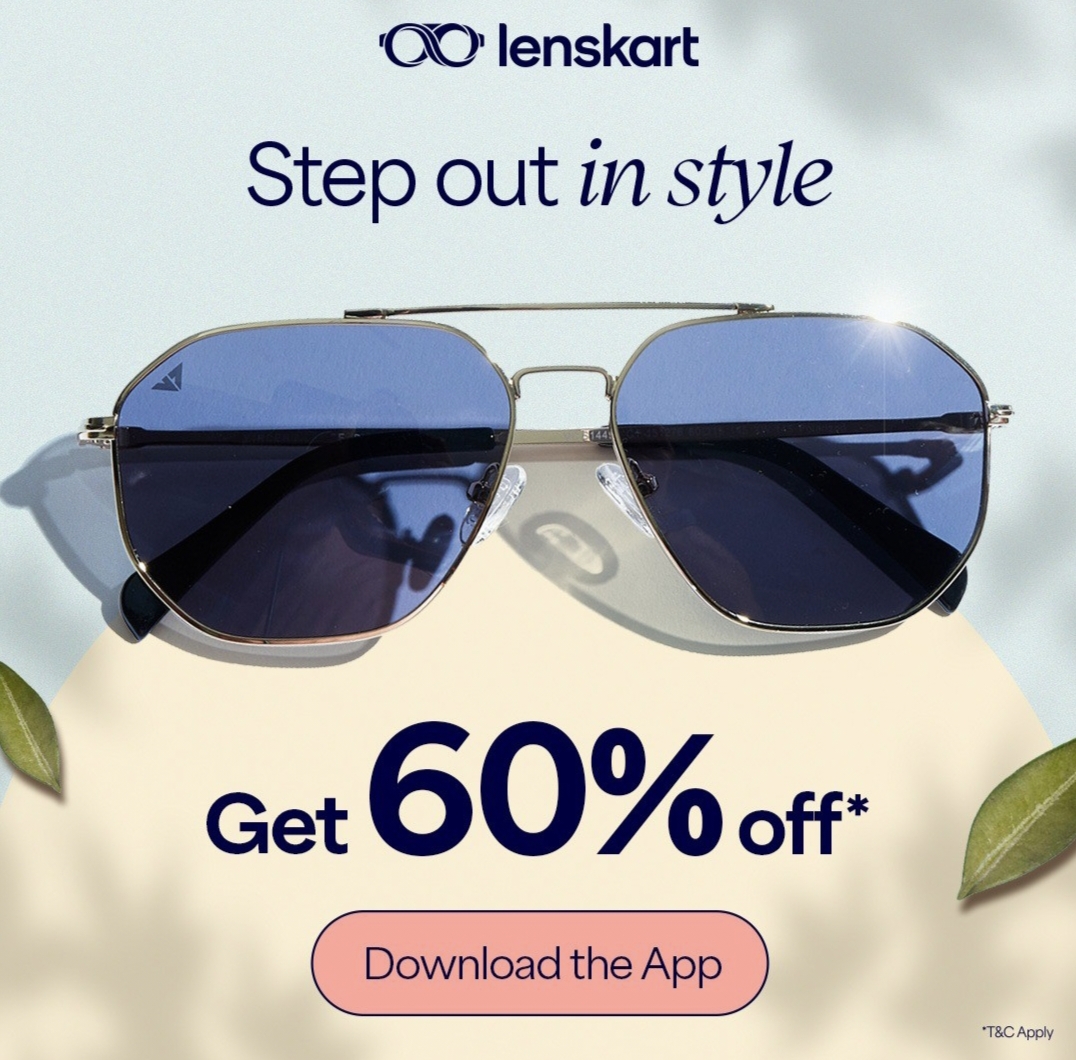 lenskart
Step out in style
Get 60% off*
Download the App
*T&C Apply